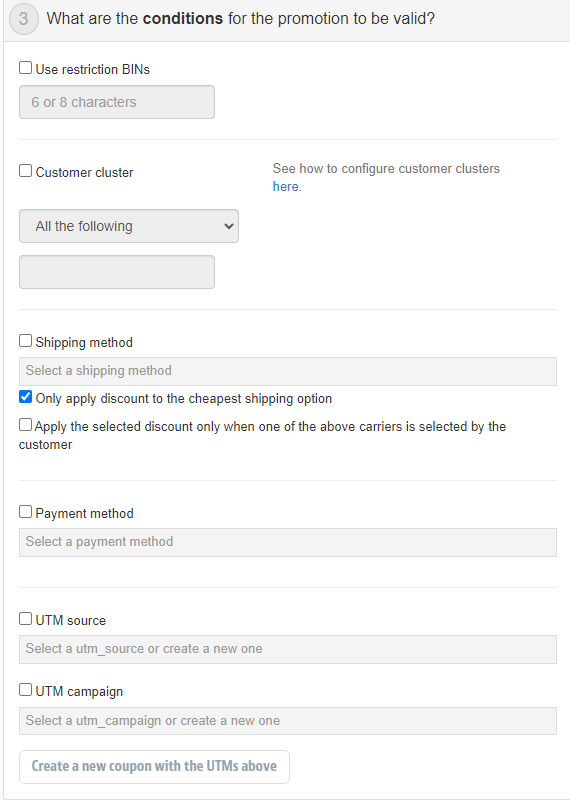 3 What are the conditions for the promotion to be valid?
Use restriction BINs
6 or 8 characters
Customer cluster
See how to configure customer clusters
here.
All the following
Shipping method
Select a shipping method
Only apply discount to the cheapest shipping option
Apply the selected discount only when one of the above carriers is selected by the
customer
Payment method
Select a payment method
UTM source
Select a utm_source or create a new one
UTM campaign
Select a utm_campaign or create a new one
Create a new coupon with the UTMs above